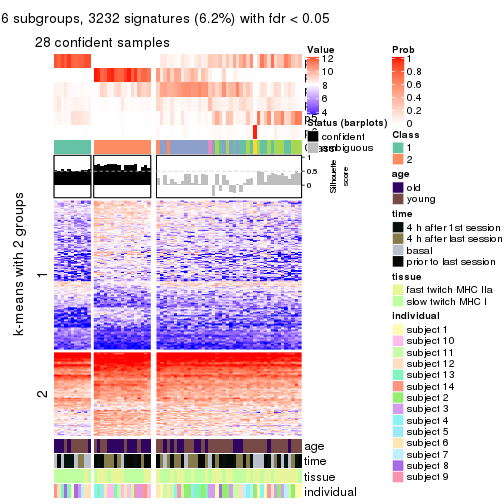 6 subgroups, 3232 signatures (6.2%) with fdr < 0.05
28 confident samples
k-means with 2 groups
1
2
Value
12
10
8
6
4
Status (barplots)
confident
ambiguous
1
0.5
0
Silhouette
score
age
time
tissue
individual
Prob
1
0.8
0.6
0.4
0.2
0
Class
1
2
age
old
young
time
4 h after 1st session
4 h after last session
basal
prior to last session
tissue
fast twitch MHC IIa
slow twitch MHC I
individual
subject 1
subject 10
subject 11
subject 12
subject 13
subject 14
subject 2
subject 3
subject 4
subject 5
subject 6
subject 7
subject 8
subject 9